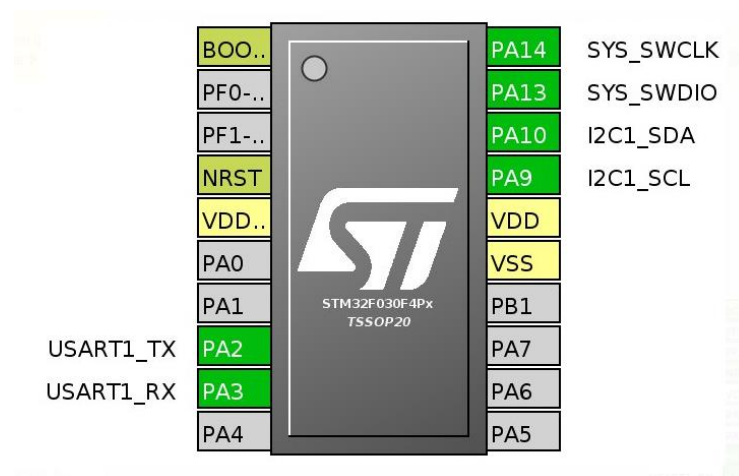 BOO.. PA14 SYS_SWCLK
PF0-.. PA13 SYS_SWDIO
PF1-.. PA10 I2C1_SDA
NRST PA9 I2C1_SCL
VDD.. VDD
PA0 VSS
PA1 STM32F030F4Px PB1
TSSOP20
USART1_TX PA2 PA7
USART1_RX PA3 PA6
PA4 PA5